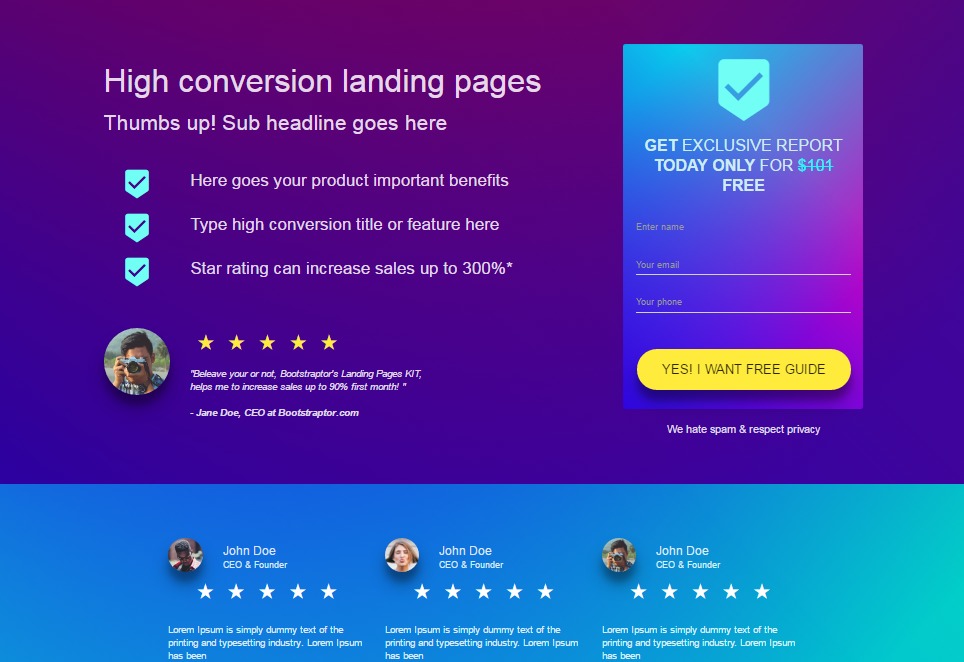 High conversion landing pages
Thumbs up! Sub headline goes here
Here goes your product important benefits
Type high conversion title or feature here
Star rating can increase sales up to 300%*
"Beleave your or not, Bootstraptor's Landing Pages KIT,
helps me to increase sales up to 90% first month! "
- Jane Doe, CEO at Bootstraptor.com
GET EXCLUSIVE REPORT
TODAY ONLY FOR $101
FREE
Enter name
Your email
Your phone
YES! I WANT FREE GUIDE
We hate spam & respect privacy
John Doe
CEO & Founder
Lorem Ipsum is simply dummy text of the
printing and typesetting industry. Lorem Ipsum
has been
John Doe
CEO & Founder
Lorem Ipsum is simply dummy text of the
printing and typesetting industry. Lorem Ipsum
has been
John Doe
CEO & Founder
Lorem Ipsum is simply dummy text of the
printing and typesetting industry. Lorem Ipsum
has been